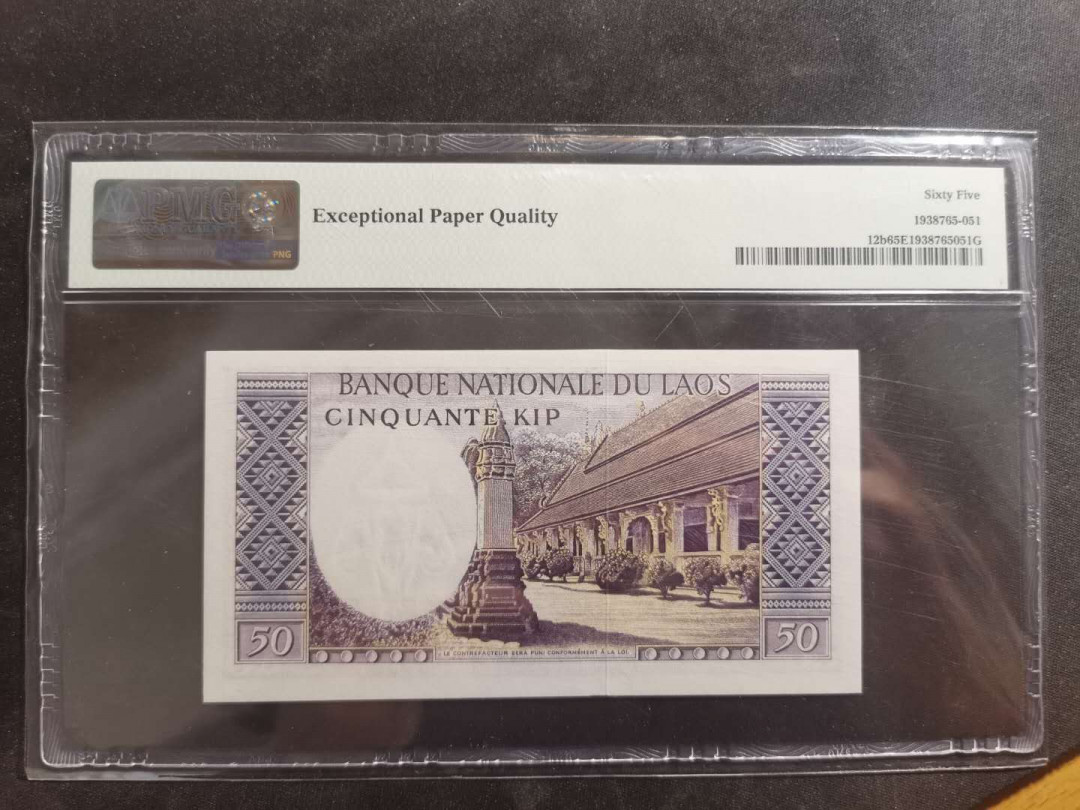 PMG
Exceptional Paper Quality
PNG
Sixty Five
1938765-051
12b65E1938765051G
BANQUE NATIONALE DU LAOS
CINQUANTE KIP
50
50
LE CONTREFACTEUR SERA PUNI CONFORMÉMENT A LA LOI.